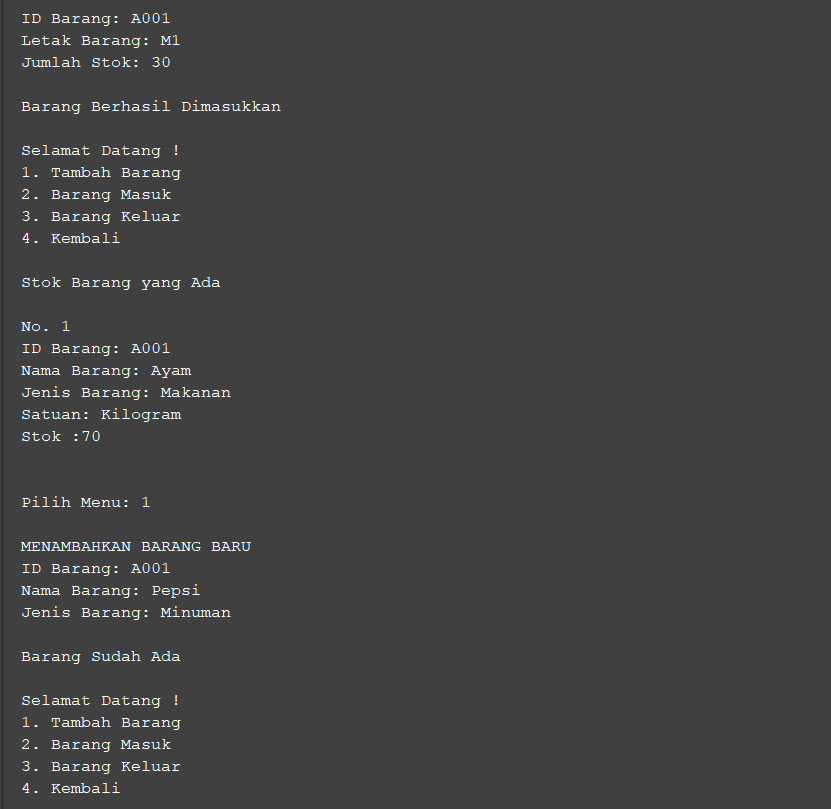 ID Barang: A001
Letak Barang: M1
Jumlah Stok: 30
Barang Berhasil Dimasukkan
Selamat Datang !
1. Tambah Barang
2. Barang Masuk
3. Barang Keluar
4. Kembali
Stok Barang yang Ada
No. 1
ID Barang: A001
Nama Barang: Ayam
Jenis Barang: Makanan
Satuan: Kilogram
Stok :70
Pilih Menu: 1
MENAMBAHKAN BARANG BARU
ID Barang: A001
Nama Barang: Pepsi
Jenis Barang: Minuman
Barang Sudah Ada
Selamat Datang !
1. Tambah Barang
2. Barang Masuk
3. Barang Keluar
4. Kembali